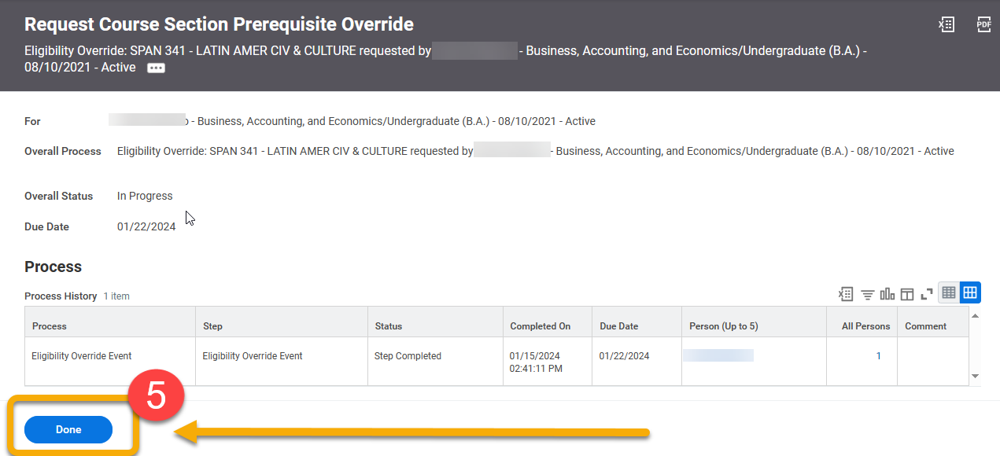 Request Course Section Prerequisite Override
PDF
Eligibility Override: SPAN 341 - LATIN AMER CIV & CULTURE requested by - Business, Accounting, and Economics/Undergraduate (B.A.) -
08/10/2021 - Active
For - Business, Accounting, and Economics/Undergraduate (B.A.) - 08/10/2021 - Active
Overall Process Eligibility Override: SPAN 341 - LATIN AMER CIV & CULTURE requested by - Business, Accounting, and Economics/Undergraduate (B.A.) - 08/10/2021 - Active
Overall Status In Progress
Due Date 01/22/2024
Process
Process History 1 item
Process Step Status Completed On Due Date Person (Up to 5) All Persons Comment
Eligibility Override Event Eligibility Override Event Step Completed 01/15/2024 01/22/2024 1
02:41:11 PM
5
Done